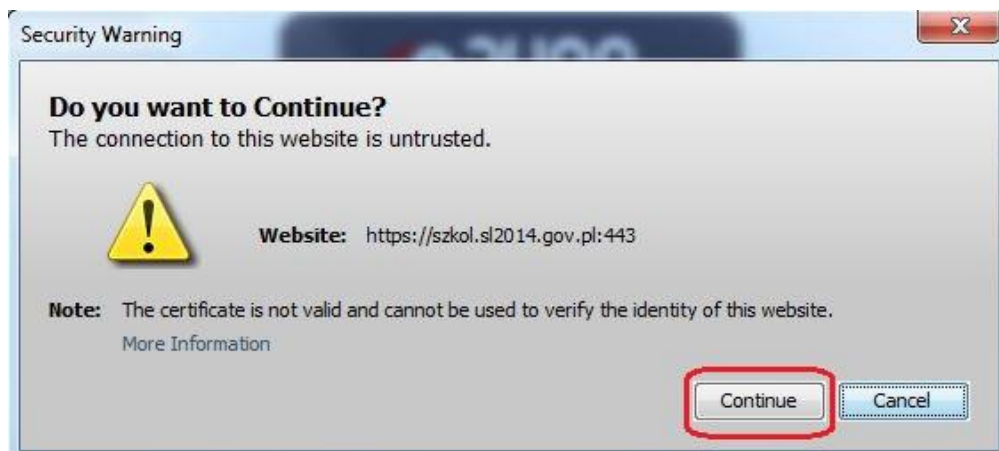 Security Warning
Do you want to Continue?
The connection to this website is untrusted.
Website: https://szkol.sl2014.gov.pl:443
Note: The certificate is not valid and cannot be used to verify the identity of this website.
More Information
Continue Cancel